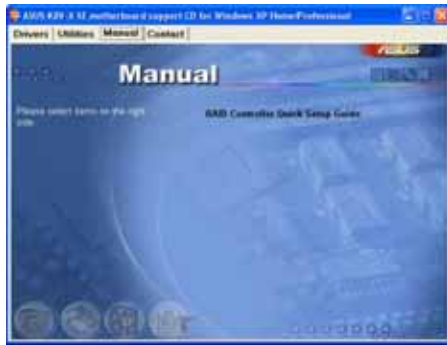 ASUS K8V-X SE motherboard support CD for Windows XP Home/Professional
Drivers Utilities Manual Contact
ASUS
Manual
Please select items on the right
side.
RAID Controller Quick Setup Guide